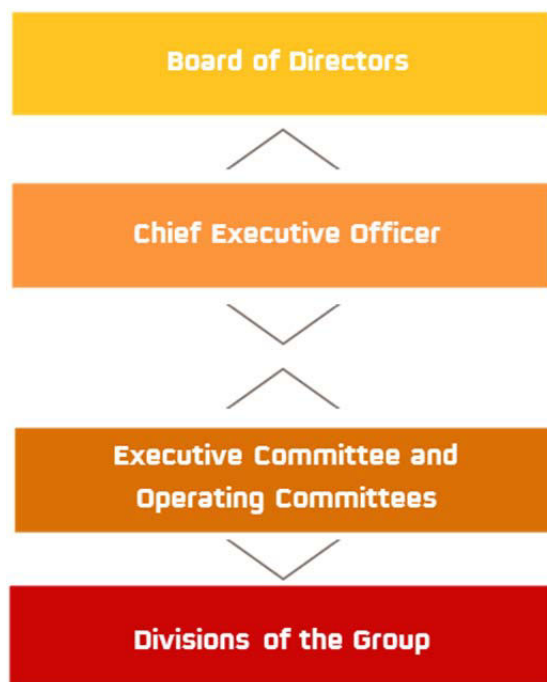 Board of Directors
Chief Executive Officer
Executive Committee and
Operating Committees
Divisions of the Group